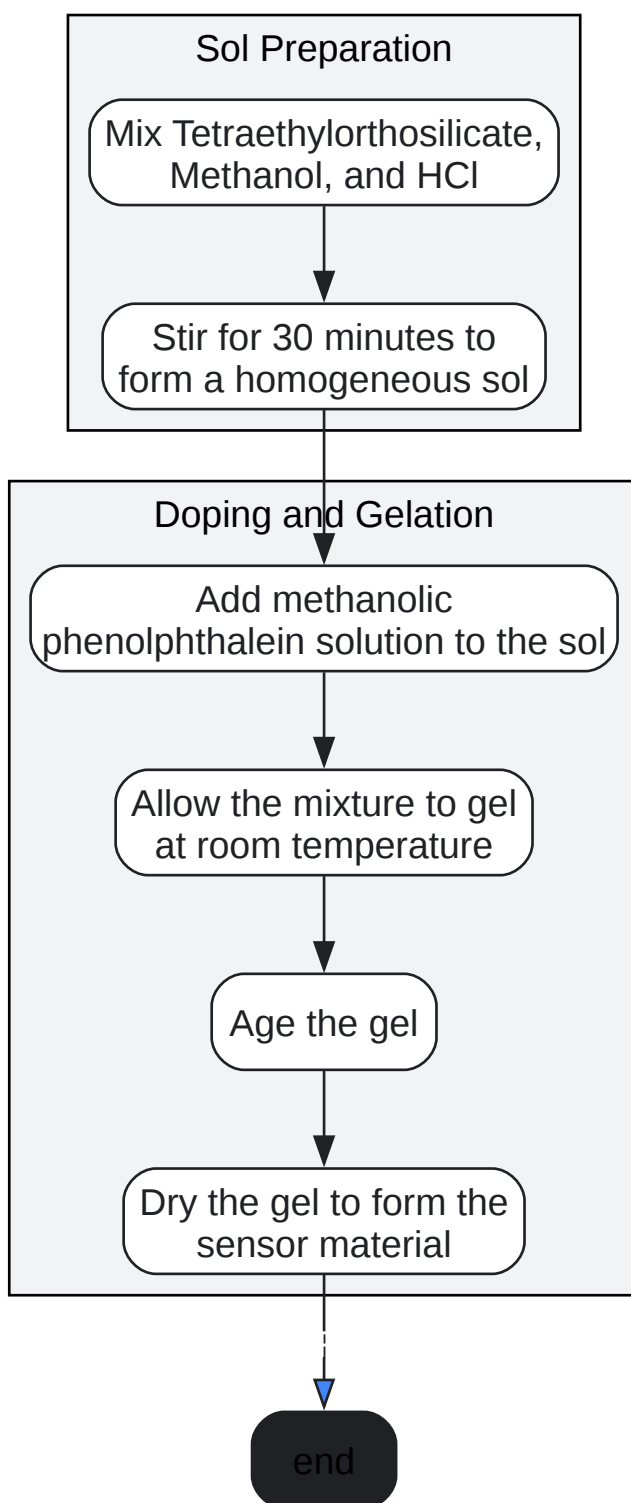 Sol Preparation
Mix Tetraethylorthosilicate,
Methanol, and HCl
Stir for 30 minutes to
form a homogeneous sol
Doping and Gelation
Add methanolic
phenolphthalein solution to the sol
Allow the mixture to gel
at room temperature
Age the gel
Dry the gel to form the
sensor material
end